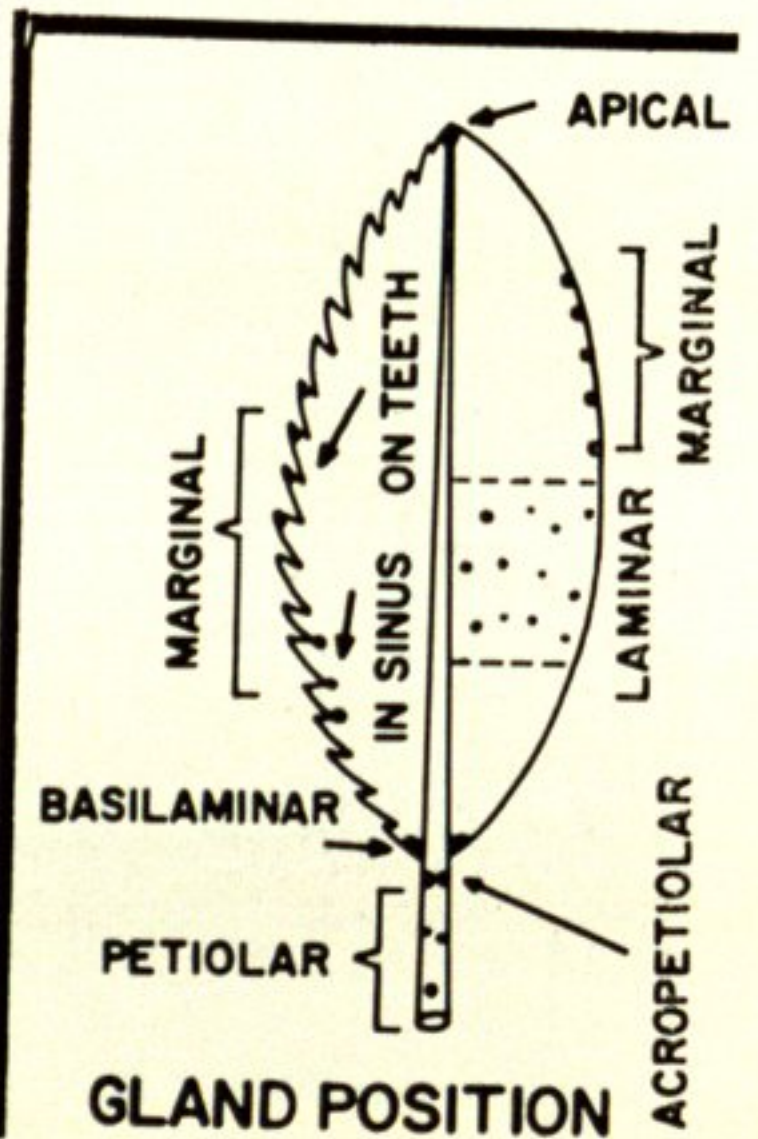 APICAL
MARGINAL
ON TEETH
MARGINAL
LAMINAR
IN SINUS
BASILAMINAR
ACROPETIOLAR
PETIOLAR
GLAND POSITION